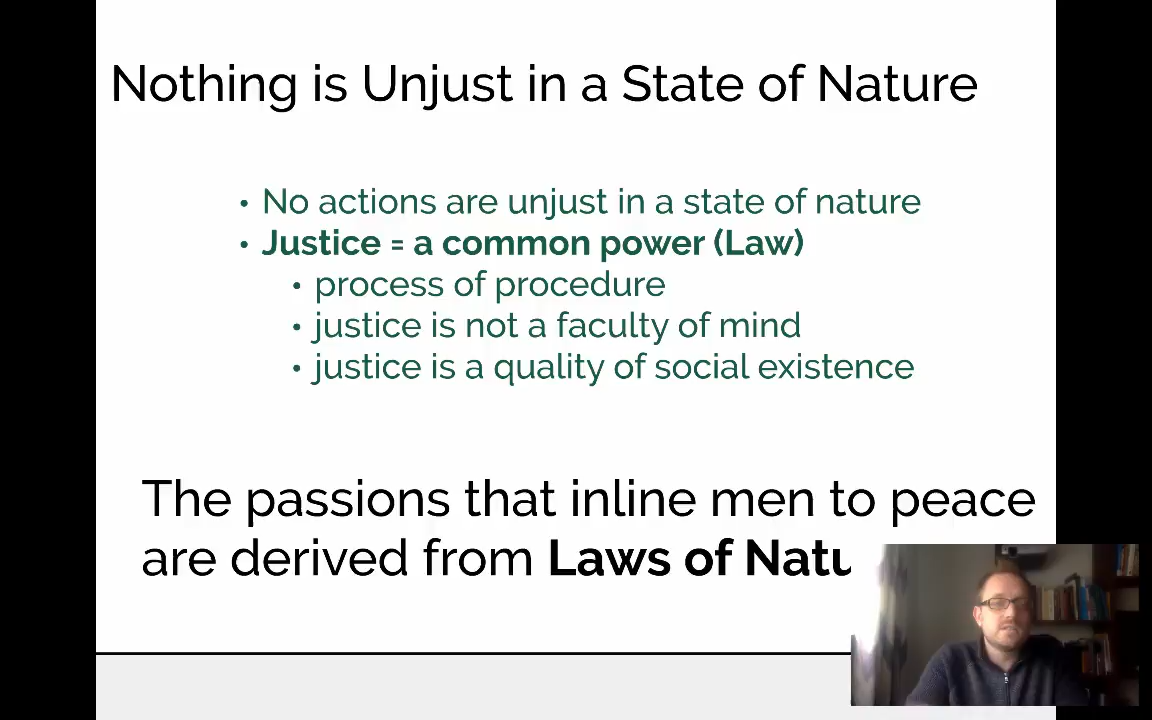 Nothing is Unjust in a State of Nature
• No actions are unjust in a state of nature
• Justice = a common power (Law)
• process of procedure
• justice is not a faculty of mind
• justice is a quality of social existence
The passions that inline men to peace
are derived from Laws of